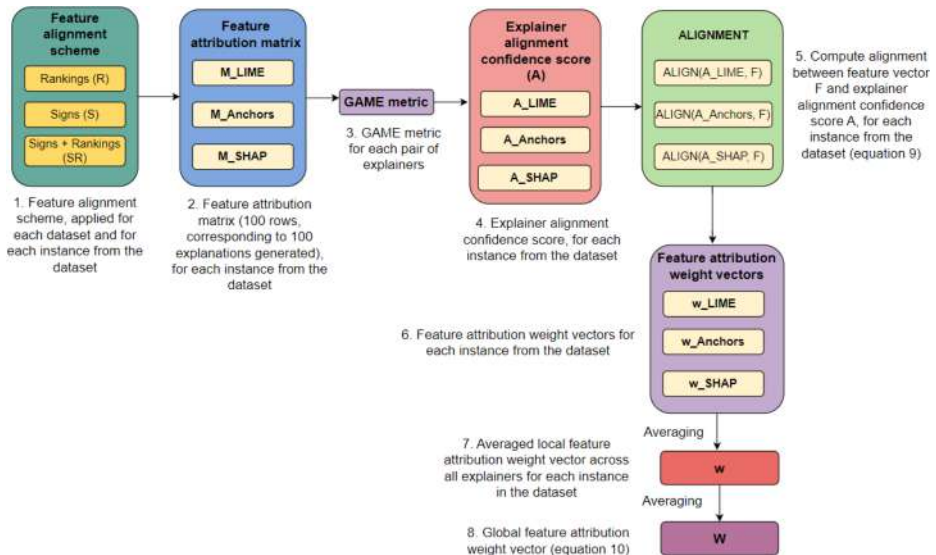 Feature
alignment
scheme
Rankings (R)
Signs (S)
Signs + Rankings
(SR)
1. Feature alignment
scheme, applied for
each dataset and for
each instance from the
dataset
Feature
attribution matrix
M_LIME
M_Anchors
M_SHAP
2. Feature attribution
matrix (100 rows,
corresponding to 100
explanations generated),
for each instance from the
dataset
GAME metric
3. GAME metric
for each pair of
explainers
Explainer
alignment
confidence score
(A)
A_LIME
A_Anchors
A_SHAP
4. Explainer alignment
confidence score, for each
instance from the dataset
ALIGNMENT
ALIGN(A_LIME, F)
ALIGN(A_Anchors, F)
ALIGN(A_SHAP, F)
5. Compute alignment
between feature vector
F and explainer
alignment confidence
score A, for each
instance from the
dataset (equation 9)
Feature attribution
weight vectors
w_LIME
w_Anchors
w_SHAP
6. Feature attribution weight vectors for
each instance from the dataset
Averaging
7. Averaged local feature
attribution weight vector across
all explainers for each instance
in the dataset
w
Averaging
8. Global feature attribution
weight vector (equation 10)
W